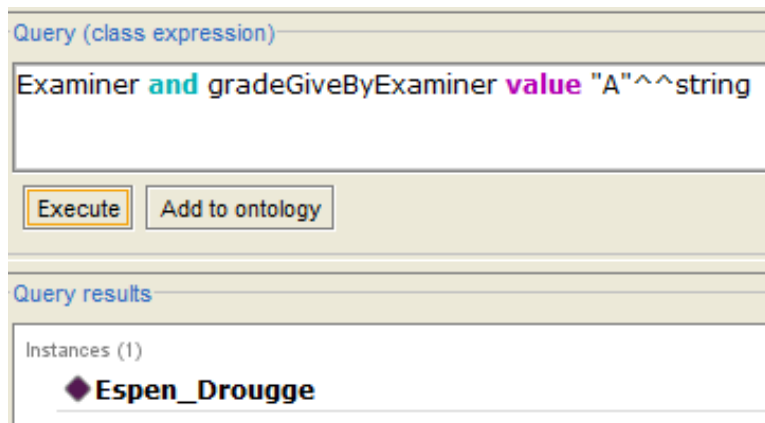 Query (class expression)
Examiner and gradeGiveByExaminer value "A"^^string
Execute
Add to ontology
Query results
Instances (1)
Espen_Drougge